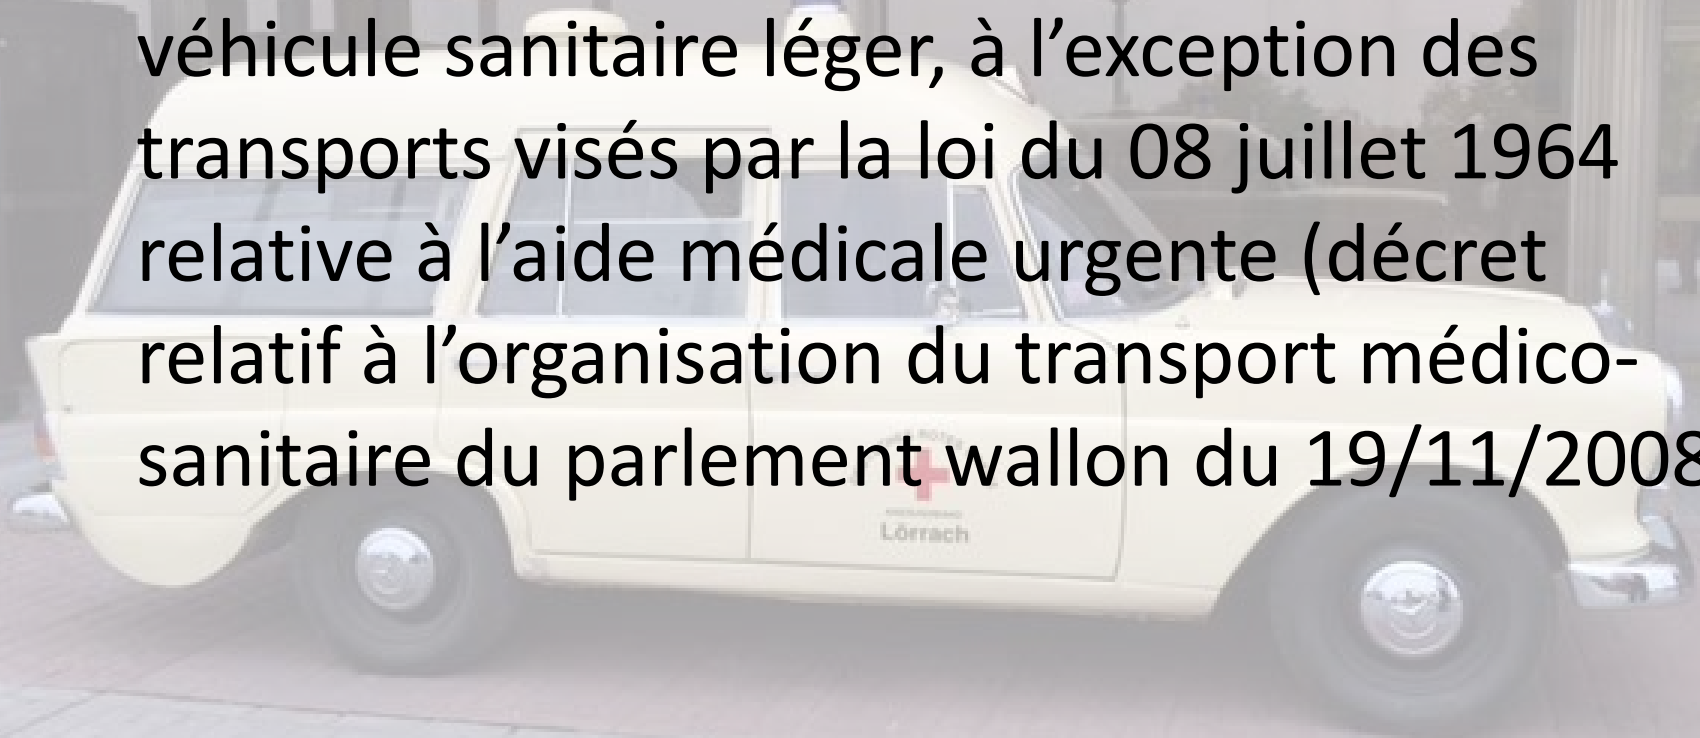 véhicule sanitaire léger, à l’exception des
transports visés par la loi du 08 juillet 1964
relative à l’aide médicale urgente (décret
relatif à l’organisation du transport médico-
sanitaire du parlement wallon du 19/11/2008
Lörrach